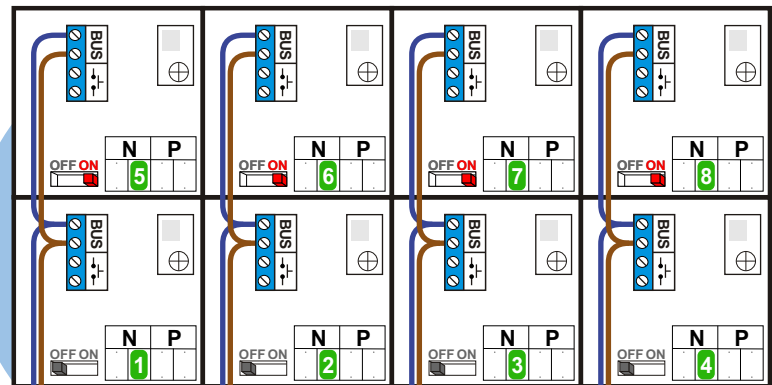 BUS BUS BUS BUS
N P N P N P N P
OFF ON 5 OFF ON 6 OFF ON 7 OFF ON 8
BUS BUS BUS BUS
N P N P N P N P
OFF ON 1 OFF ON 2 OFF ON 3 OFF ON 4